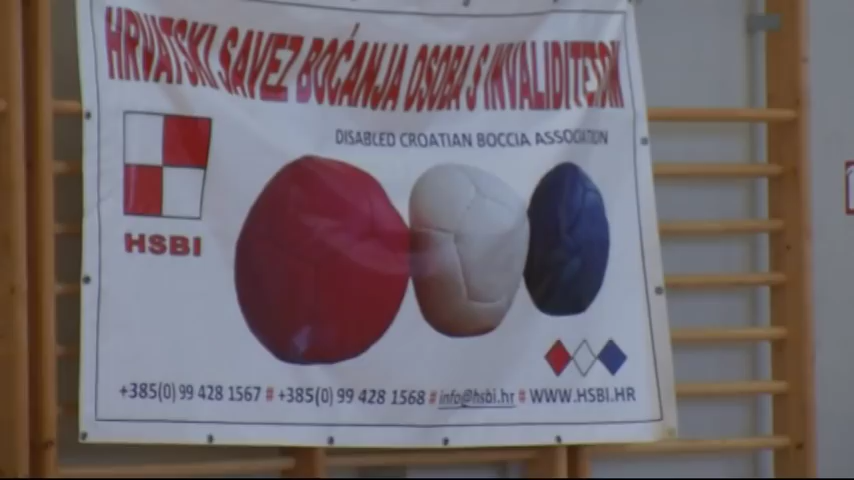 HRVATSKI SAVEZ BOĆANJA OSOBA S INVALIDITETOM
DISABLED CROATIAN BOCCIA ASSOCIATION
HSBI
+385(0) 99 428 1567 # +385(0) 99 428 1568 # info@hsbi.hr # WWW.HSBI.HR